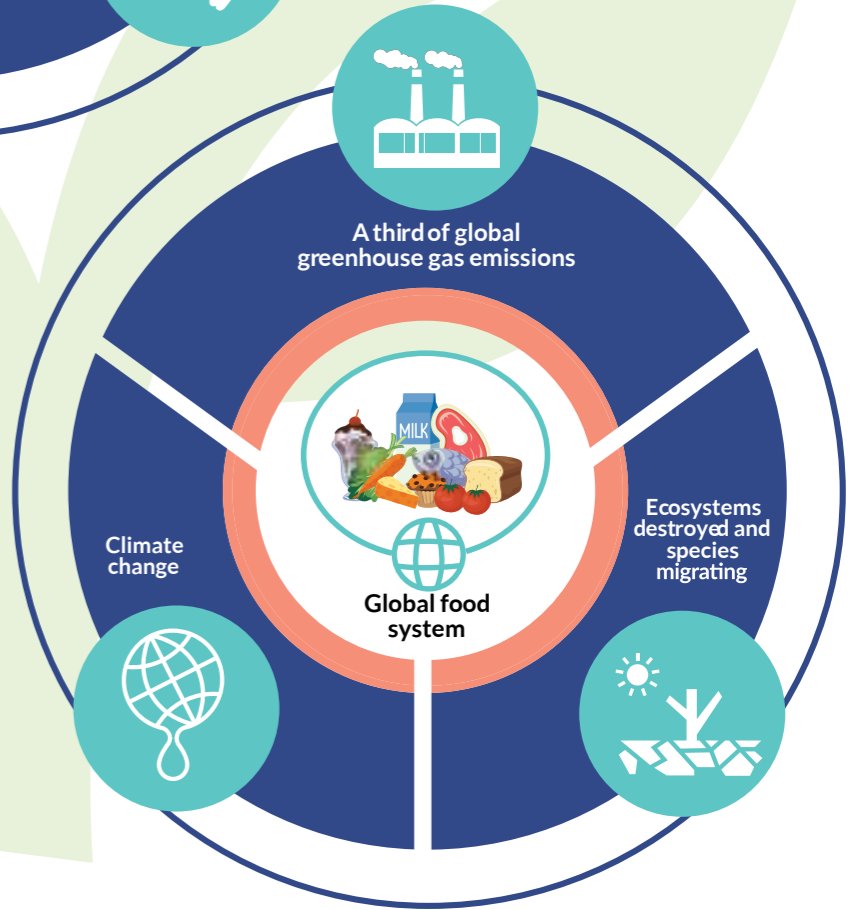 A third of global
greenhouse gas emissions
MILK
Climate
change
Ecosystems
destroyed and
species
migrating
Global food
system